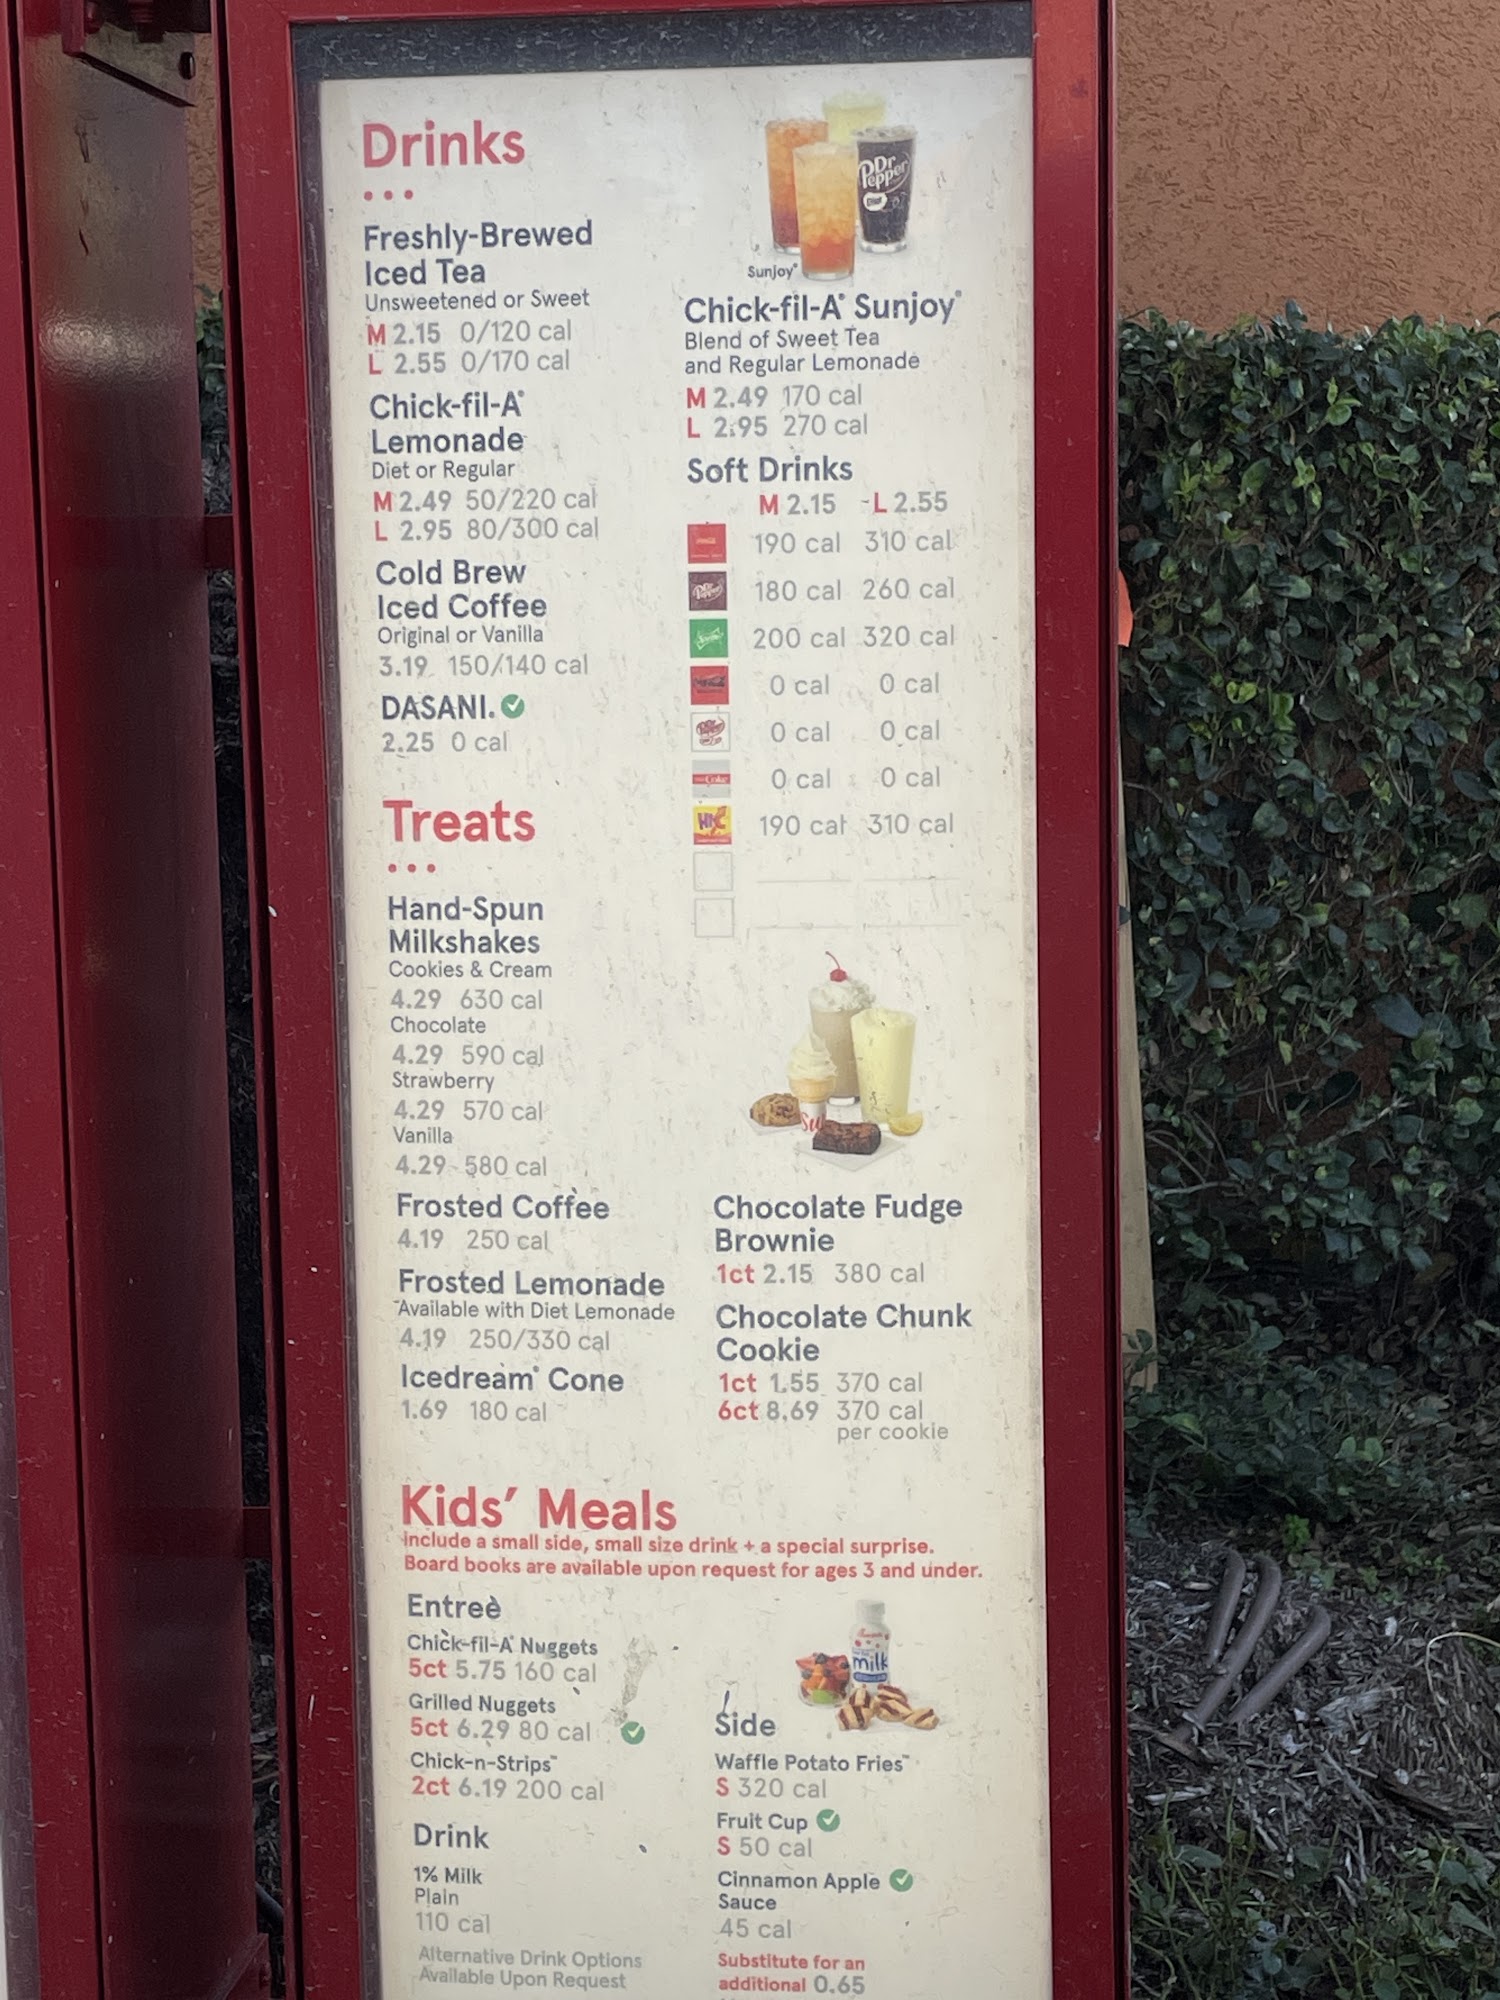 Drinks
Freshly-Brewed
Iced Tea
Unsweetened or Sweet
M 2.15 0/120 cal
L 2.55 0/170 cal
Chick-fil-A®
Lemonade
Diet or Regular
M 2.49 50/220 cal
L 2.95 80/300 cal
Cold Brew
Iced Coffee
Original or Vanilla
3.19 150/140 cal
DASANI.
2.25 0 cal
Dr
Pepper
Sunjoy®
Chick-fil-A® Sunjoy®
Blend of Sweet Tea
and Regular Lemonade
M 2.49 170 cal
L 2.95 270 cal
Soft Drinks
M 2.15 L 2.55
190 cal 310 cal
Dr Pepper 180 cal 260 cal
Sprite 200 cal 320 cal
0 cal 0 cal
Dr Pepper 0 cal 0 cal
Coke 0 cal 0 cal
HI-C 190 cal 310 cal
Treats
Hand-Spun
Milkshakes
Cookies & Cream
4.29 630 cal
Chocolate
4.29 590 cal
Strawberry
4.29 570 cal
Vanilla
4.29 580 cal
Frosted Coffee
4.19 250 cal
Frosted Lemonade
Available with Diet Lemonade
4.19 250/330 cal
Icedream® Cone
1.69 180 cal
Chocolate Fudge
Brownie
1ct 2.15 380 cal
Chocolate Chunk
Cookie
1ct 1.55 370 cal
6ct 8.69 370 cal
per cookie
Kids' Meals
Include a small side, small size drink + a special surprise.
Board books are available upon request for ages 3 and under.
Entreè
Chick-fil-A® Nuggets
5ct 5.75 160 cal
Grilled Nuggets
5ct 6.29 80 cal
Chick-n-Strips™
2ct 6.19 200 cal
Drink
1% Milk
Plain
110 cal
Alternative Drink Options
Available Upon Request
milk
Side
Waffle Potato Fries™
S 320 cal
Fruit Cup
S 50 cal
Cinnamon Apple
Sauce
45 cal
Substitute for an
additional 0.65